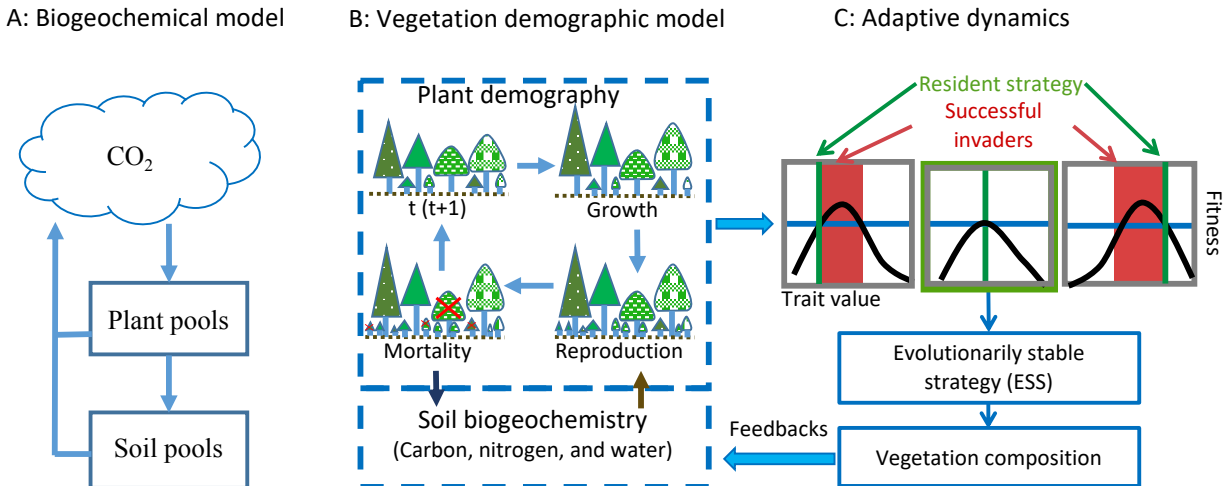 A: Biogeochemical model
CO₂
Plant pools
Soil pools
B: Vegetation demographic model
Plant demography
t (t+1)
Growth
Mortality
Reproduction
Soil biogeochemistry
(Carbon, nitrogen, and water)
C: Adaptive dynamics
Resident strategy
Successful
invaders
Fitness
Trait value
Evolutionarily stable
strategy (ESS)
Feedbacks
Vegetation composition